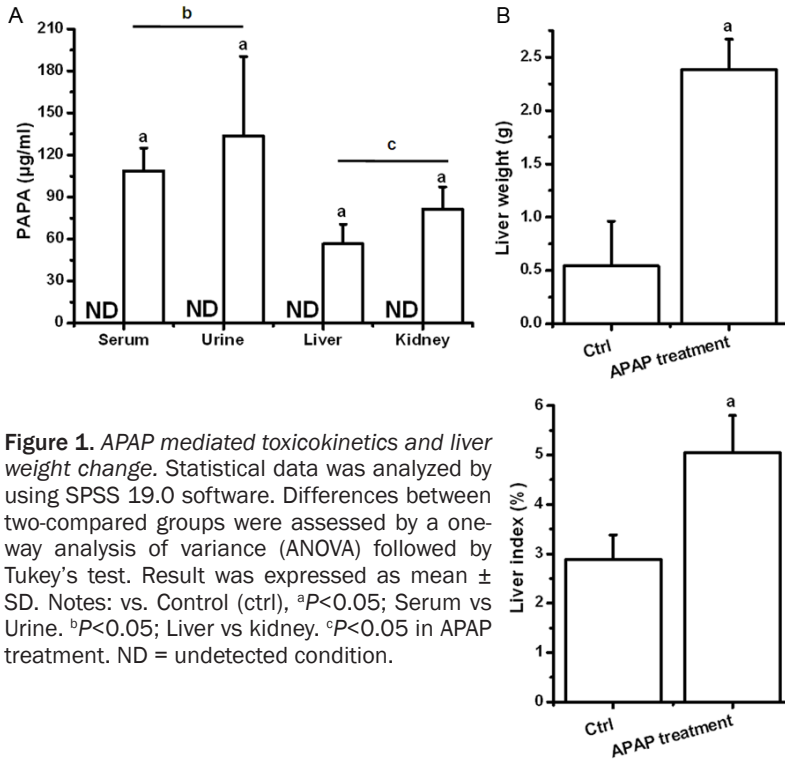 A
b
210
180
150
120
90
60
30
0
PAPA (µg/ml)
a
a
a
c
a
ND
ND
ND
ND
Serum
Urine
Liver
Kidney
B
a
2.5
2.0
1.5
1.0
0.5
0.0
Liver weight (g)
Ctrl
APAP treatment
a
6
5
4
3
2
1
0
Liver index (%)
Ctrl
APAP treatment
Figure 1. APAP mediated toxicokinetics and liver
weight change. Statistical data was analyzed by
using SPSS 19.0 software. Differences between
two-compared groups were assessed by a one-
way analysis of variance (ANOVA) followed by
Tukey's test. Result was expressed as mean ±
SD. Notes: vs. Control (ctrl), ᵃP<0.05; Serum vs
Urine. ᵇP<0.05; Liver vs kidney. ᶜP<0.05 in APAP
treatment. ND = undetected condition.